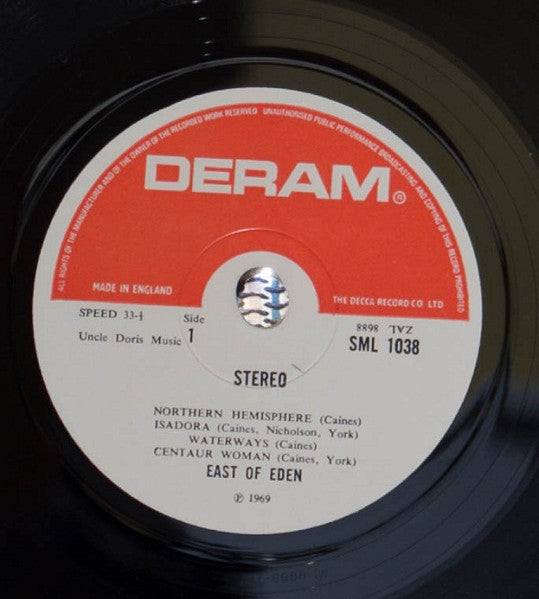 ALL RIGHTS OF THE MANUFACTURER AND OF THE OWNER OF THE RECORDED WORK RESERVED UNAUTHORISED PUBLIC PERFORMANCE BROADCASTING AND COPYING OF THIS RECORD PROHIBITED
DERAM ®
MADE IN ENGLAND
THE DECCA RECORD CO. LTD
SPEED 33⅓
Side
1
ZAL 8898
Uncle Doris Music
SML 1038
STEREO
NORTHERN HEMISPHERE (Caines)
ISADORA (Caines, Nicholson, York)
WATERWAYS (Caines)
CENTAUR WOMAN (Caines, York)
EAST OF EDEN
℗ 1969